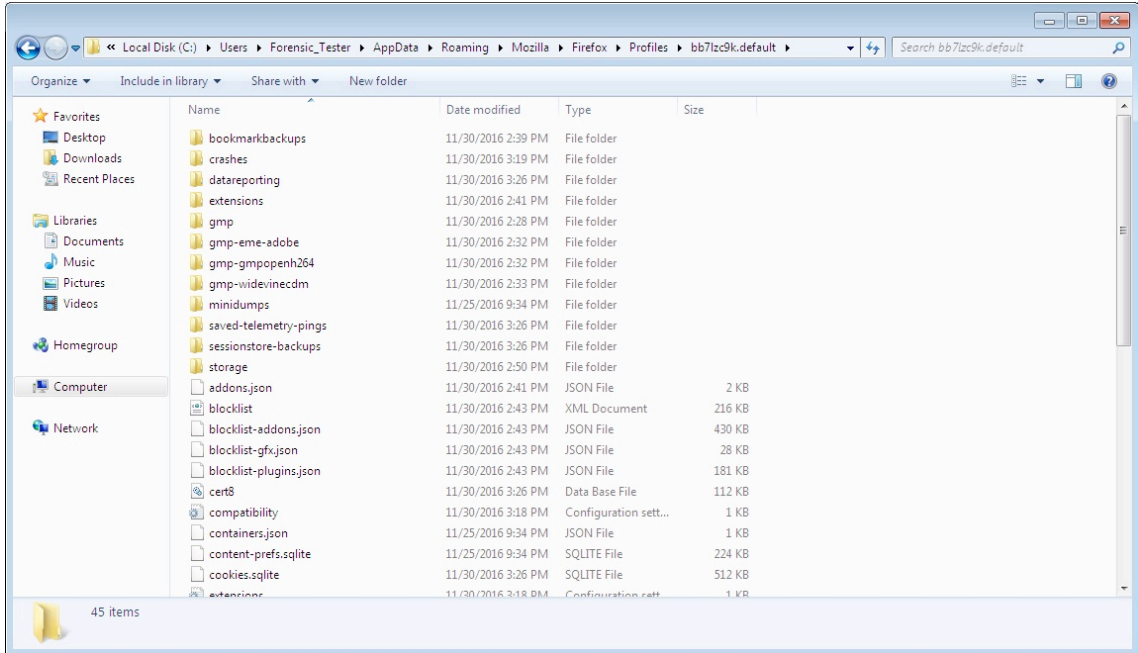 « Local Disk (C:) ▸ Users ▸ Forensic_Tester ▸ AppData ▸ Roaming ▸ Mozilla ▸ Firefox ▸ Profiles ▸ bb7lzc9k.default ▸ Search bb7lzc9k.default
Organize Include in library Share with New folder
Favorites
Desktop
Downloads
Recent Places
Libraries
Documents
Music
Pictures
Videos
Homegroup
Computer
Network
Name Date modified Type Size
bookmarkbackups 11/30/2016 2:39 PM File folder
crashes 11/30/2016 3:19 PM File folder
datareporting 11/30/2016 3:26 PM File folder
extensions 11/30/2016 2:41 PM File folder
gmp 11/30/2016 2:28 PM File folder
gmp-eme-adobe 11/30/2016 2:32 PM File folder
gmp-gmpopenh264 11/30/2016 2:32 PM File folder
gmp-widevinecdm 11/30/2016 2:33 PM File folder
minidumps 11/25/2016 9:34 PM File folder
saved-telemetry-pings 11/30/2016 3:26 PM File folder
sessionstore-backups 11/30/2016 3:26 PM File folder
storage 11/30/2016 2:50 PM File folder
addons.json 11/30/2016 2:41 PM JSON File 2 KB
blocklist 11/30/2016 2:43 PM XML Document 216 KB
blocklist-addons.json 11/30/2016 2:43 PM JSON File 430 KB
blocklist-gfx.json 11/30/2016 2:43 PM JSON File 28 KB
blocklist-plugins.json 11/30/2016 2:43 PM JSON File 181 KB
cert8 11/30/2016 3:26 PM Data Base File 112 KB
compatibility 11/30/2016 3:18 PM Configuration sett... 1 KB
containers.json 11/25/2016 9:34 PM JSON File 1 KB
content-prefs.sqlite 11/25/2016 9:34 PM SQLITE File 224 KB
cookies.sqlite 11/30/2016 3:26 PM SQLITE File 512 KB
extensions 11/30/2016 3:18 PM Configuration sett... 1 KB
45 items